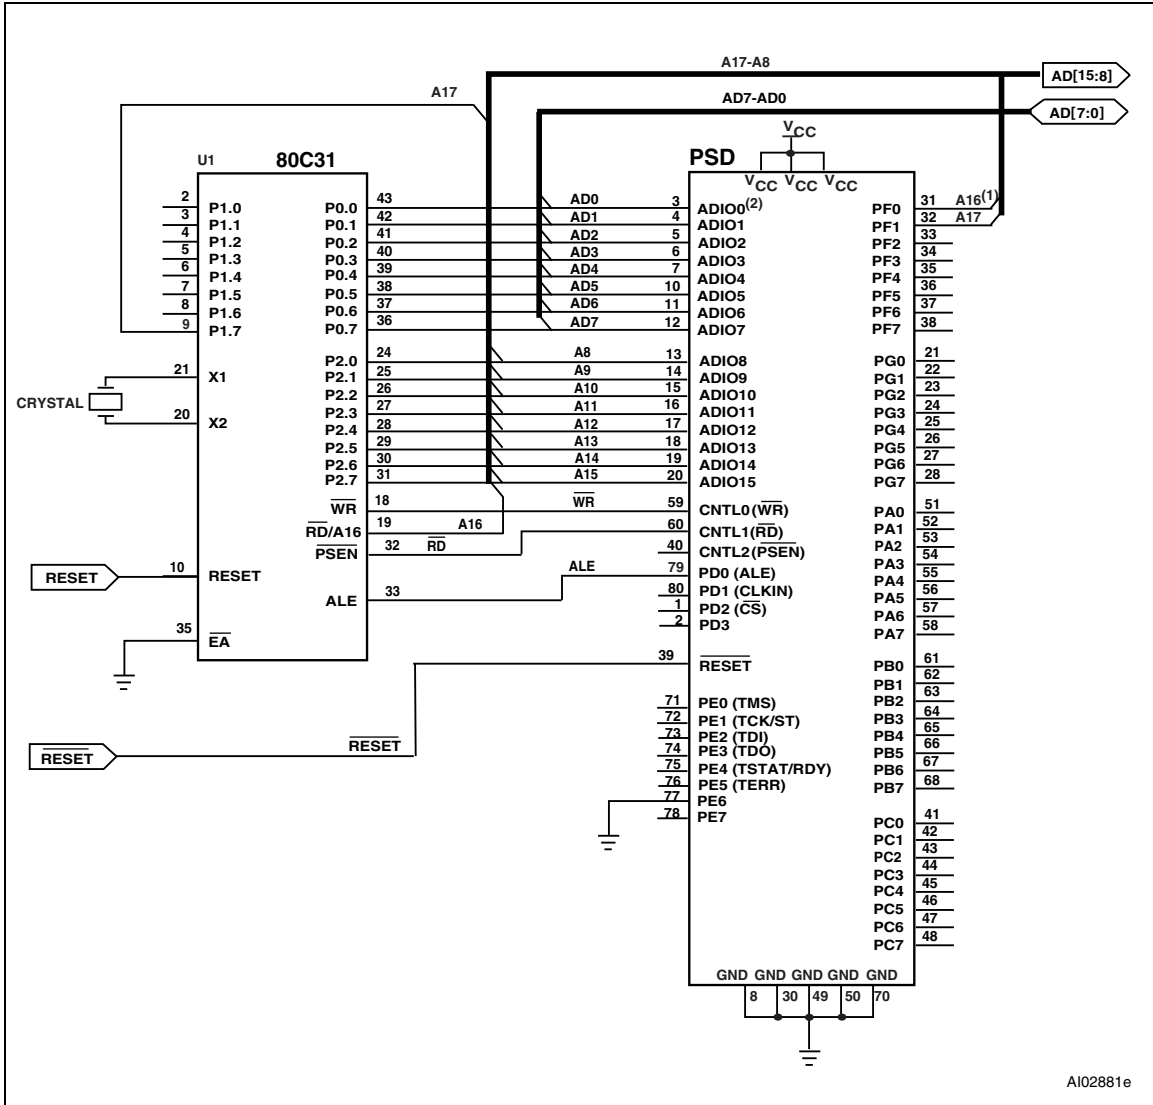 A17-A8
AD[15:8]
A17
AD7-AD0
AD[7:0]
VCC
U1
80C31
PSD
VCC VCC VCC
2 P1.0
3 P1.1
4 P1.2
5 P1.3
6 P1.4
7 P1.5
8 P1.6
9 P1.7
21 X1
CRYSTAL
20 X2
RESET
10 RESET
35 EA
RESET
RESET
P0.0 43 AD0 3 ADIO0(2)
P0.1 42 AD1 4 ADIO1
P0.2 41 AD2 5 ADIO2
P0.3 40 AD3 6 ADIO3
P0.4 39 AD4 7 ADIO4
P0.5 38 AD5 10 ADIO5
P0.6 37 AD6 11 ADIO6
P0.7 36 AD7 12 ADIO7
P2.0 24 A8 13 ADIO8
P2.1 25 A9 14 ADIO9
P2.2 26 A10 15 ADIO10
P2.3 27 A11 16 ADIO11
P2.4 28 A12 17 ADIO12
P2.5 29 A13 18 ADIO13
P2.6 30 A14 19 ADIO14
P2.7 31 A15 20 ADIO15
WR 18 WR 59 CNTL0(WR)
RD/A16 19 A16
PSEN 32 RD 60 CNTL1(RD)
40 CNTL2(PSEN)
ALE 33 ALE 79 PD0 (ALE)
80 PD1 (CLKIN)
1 PD2 (CS)
2 PD3
39 RESET
71 PE0 (TMS)
72 PE1 (TCK/ST)
73 PE2 (TDI)
74 PE3 (TDO)
75 PE4 (TSTAT/RDY)
76 PE5 (TERR)
77 PE6
78 PE7
PF0 31 A16(1)
PF1 32 A17
PF2 33
PF3 34
PF4 35
PF5 36
PF6 37
PF7 38
PG0 21
PG1 22
PG2 23
PG3 24
PG4 25
PG5 26
PG6 27
PG7 28
PA0 51
PA1 52
PA2 53
PA3 54
PA4 55
PA5 56
PA6 57
PA7 58
PB0 61
PB1 62
PB2 63
PB3 64
PB4 65
PB5 66
PB6 67
PB7 68
PC0 41
PC1 42
PC2 43
PC3 44
PC4 45
PC5 46
PC6 47
PC7 48
GND GND GND GND GND
8 30 49 50 70
AI02881e